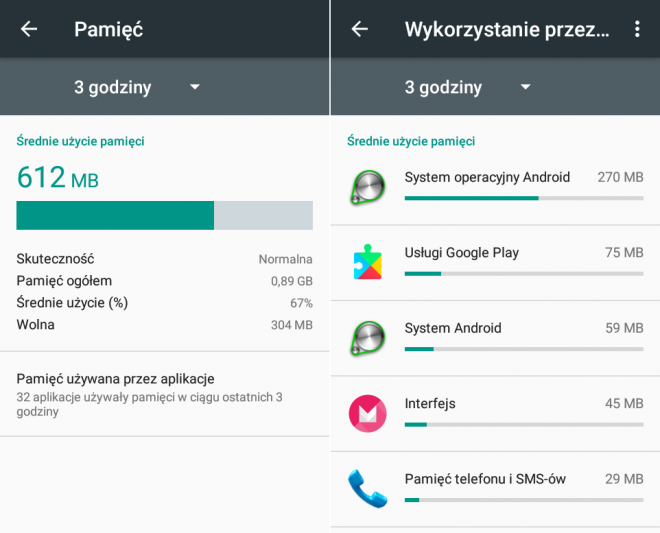 Pamięć
3 godziny
Średnie użycie pamięci
612 MB
Skuteczność Normalna
Pamięć ogółem 0,89 GB
Średnie użycie (%) 67%
Wolna 304 MB
Pamięć używana przez aplikacje
32 aplikacje używały pamięci w ciągu ostatnich 3
godziny
Wykorzystanie przez…
3 godziny
Średnie użycie pamięci
System operacyjny Android 270 MB
Usługi Google Play 75 MB
System Android 59 MB
Interfejs 45 MB
Pamięć telefonu i SMS-ów 29 MB